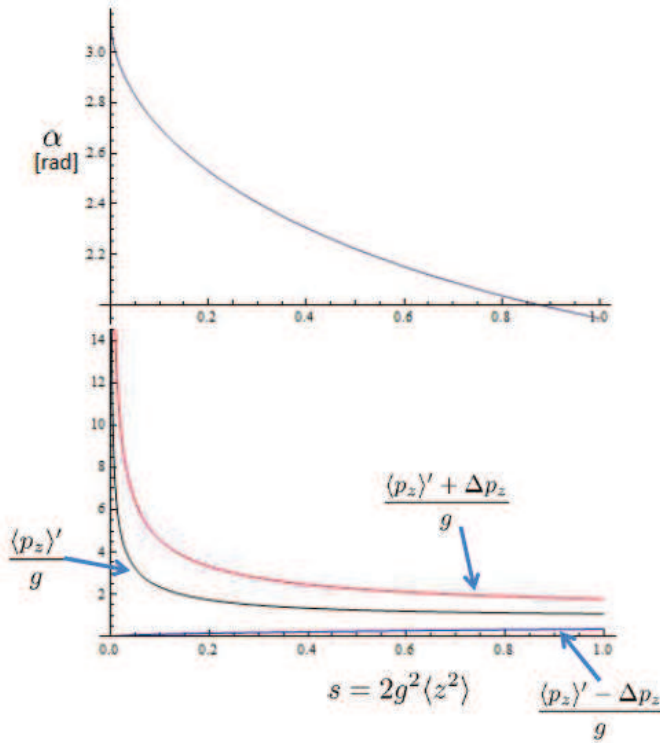 3.0
2.8
α
[rad]
2.6
2.4
2.2
0.2 0.4 0.6 0.8 1.0
14
12
10
8
6
4
2
⟨p_z⟩′ + Δp_z
g
⟨p_z⟩′
g
0.0 0.2 0.4 0.6 0.8 1.0
s = 2g²⟨z²⟩
⟨p_z⟩′ − Δp_z
g